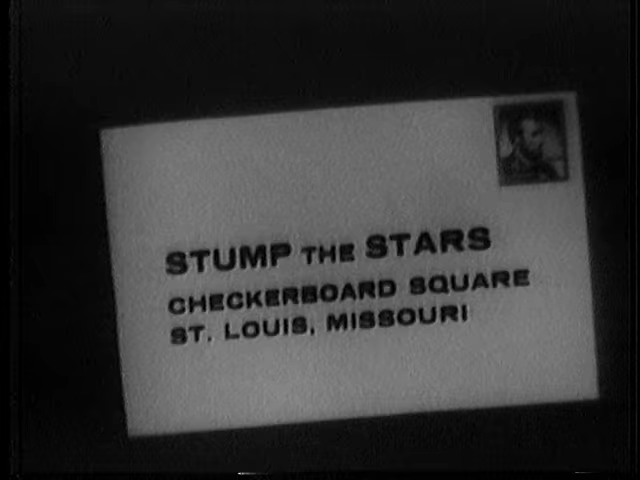 STUMP THE STARS
CHECKERBOARD SQUARE
ST. LOUIS, MISSOURI